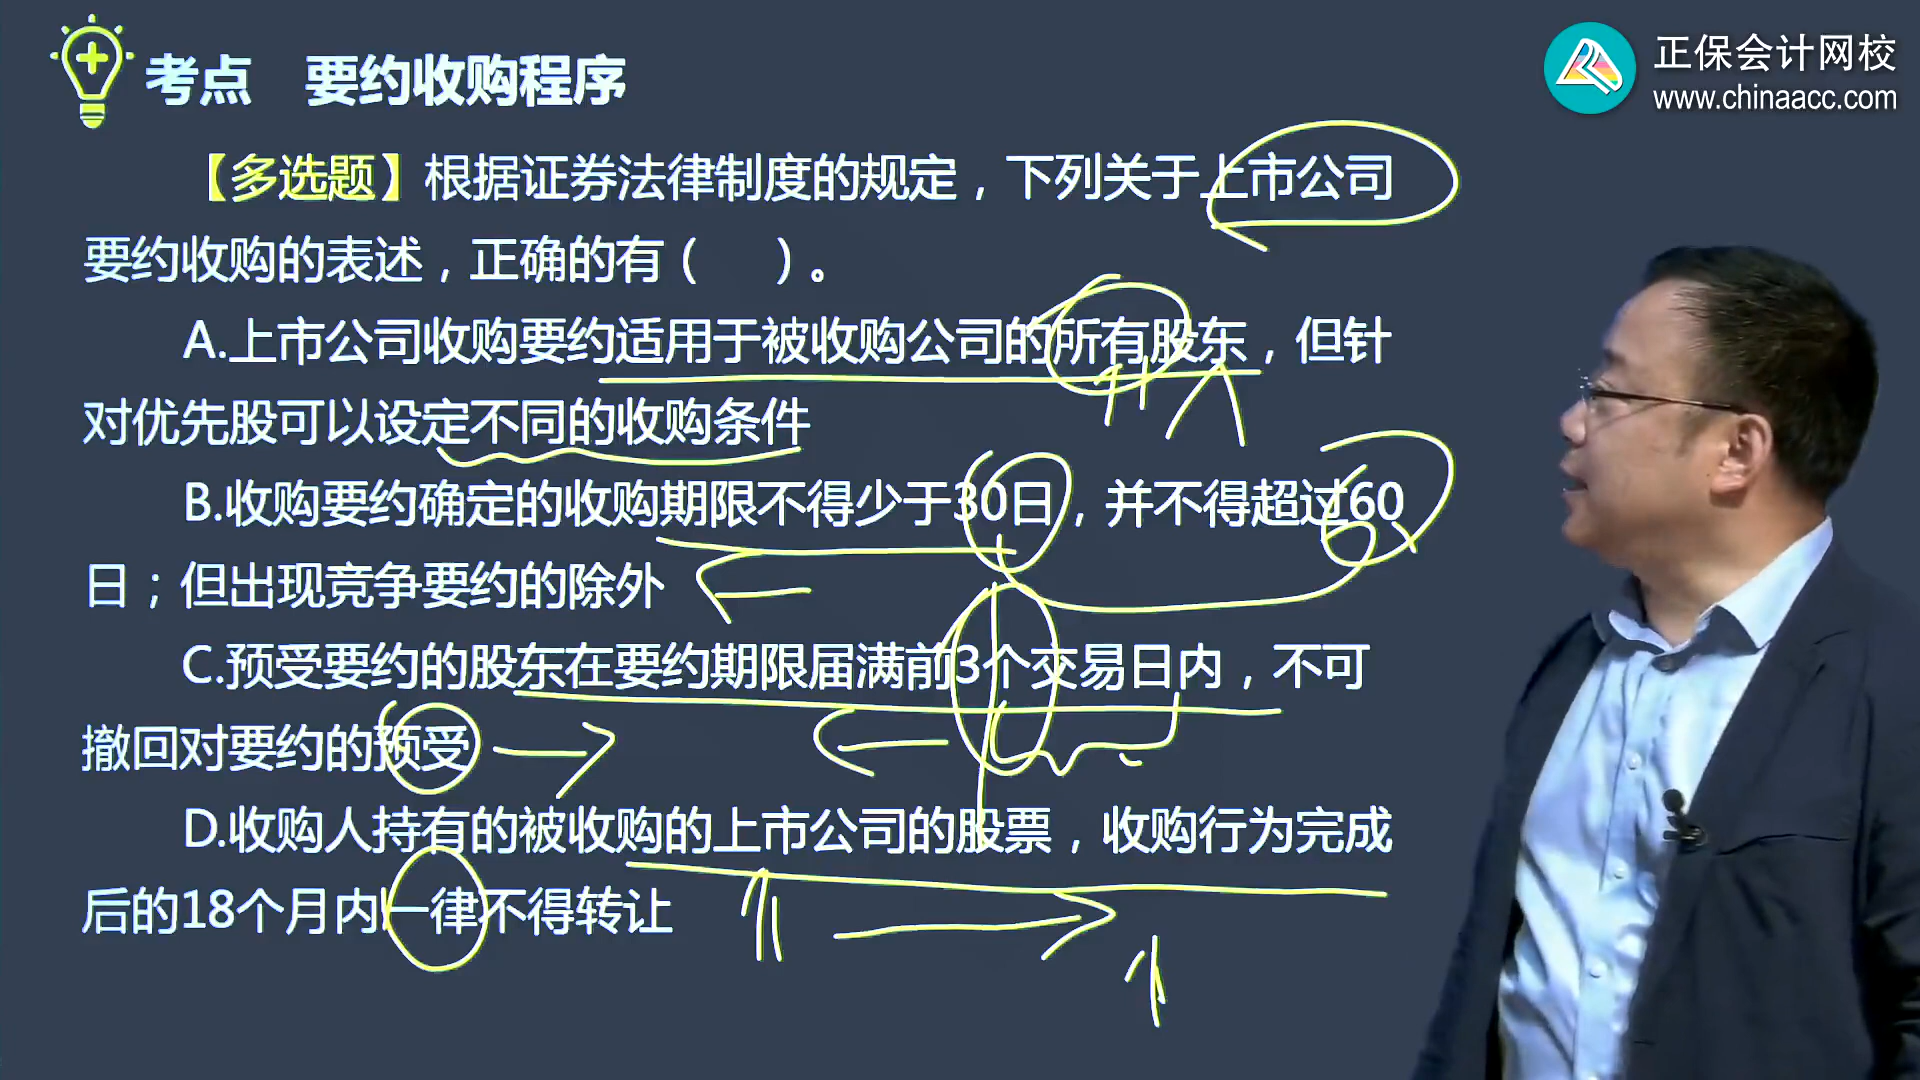 考点 要约收购程序
正保会计网校
www.chinaacc.com
【多选题】根据证券法律制度的规定，下列关于上市公司
要约收购的表述，正确的有（　）。
A.上市公司收购要约适用于被收购公司的所有股东，但针
对优先股可以设定不同的收购条件
B.收购要约确定的收购期限不得少于30日，并不得超过60
日；但出现竞争要约的除外
C.预受要约的股东在要约期限届满前3个交易日内，不可
撤回对要约的预受
D.收购人持有的被收购的上市公司的股票，收购行为完成
后的18个月内一律不得转让